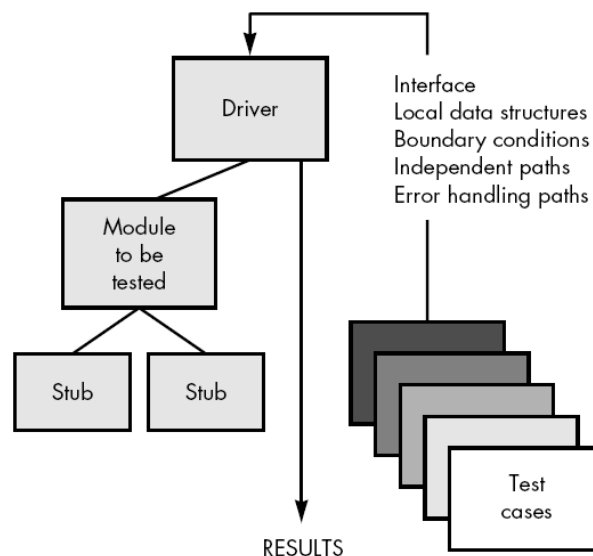 Driver
Interface
Local data structures
Boundary conditions
Independent paths
Error handling paths
Module
to be
tested
Stub
Stub
Test
cases
RESULTS